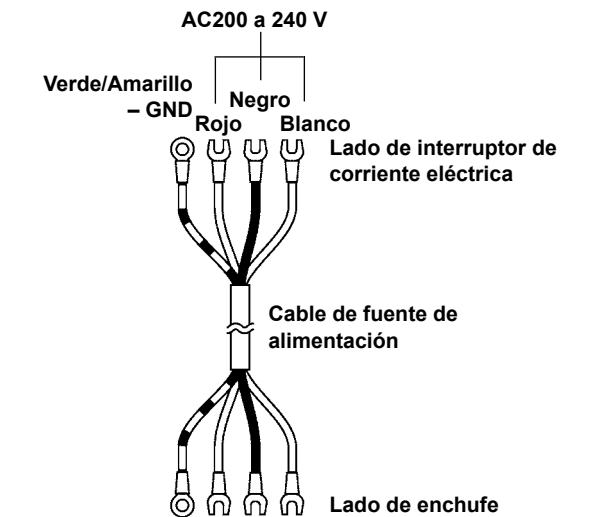 AC200 a 240 V
Verde/Amarillo
– GND
Negro
Rojo
Blanco
Lado de interruptor de
corriente eléctrica
Cable de fuente de
alimentación
Lado de enchufe